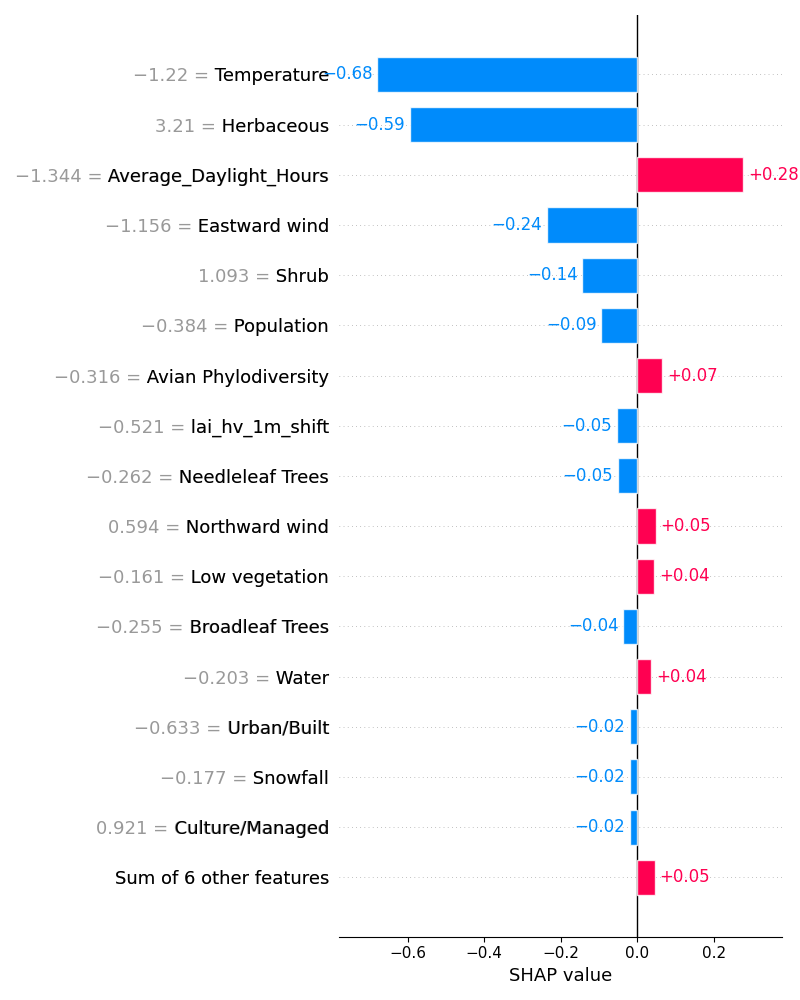 −1.22 = Temperature −0.68
3.21 = Herbaceous −0.59
−1.344 = Average_Daylight_Hours +0.28
−1.156 = Eastward wind −0.24
1.093 = Shrub −0.14
−0.384 = Population −0.09
−0.316 = Avian Phylodiversity +0.07
−0.521 = lai_hv_1m_shift −0.05
−0.262 = Needleleaf Trees −0.05
0.594 = Northward wind +0.05
−0.161 = Low vegetation +0.04
−0.255 = Broadleaf Trees −0.04
−0.203 = Water +0.04
−0.633 = Urban/Built −0.02
−0.177 = Snowfall −0.02
0.921 = Culture/Managed −0.02
Sum of 6 other features +0.05
−0.6 −0.4 −0.2 0.0 0.2
SHAP value